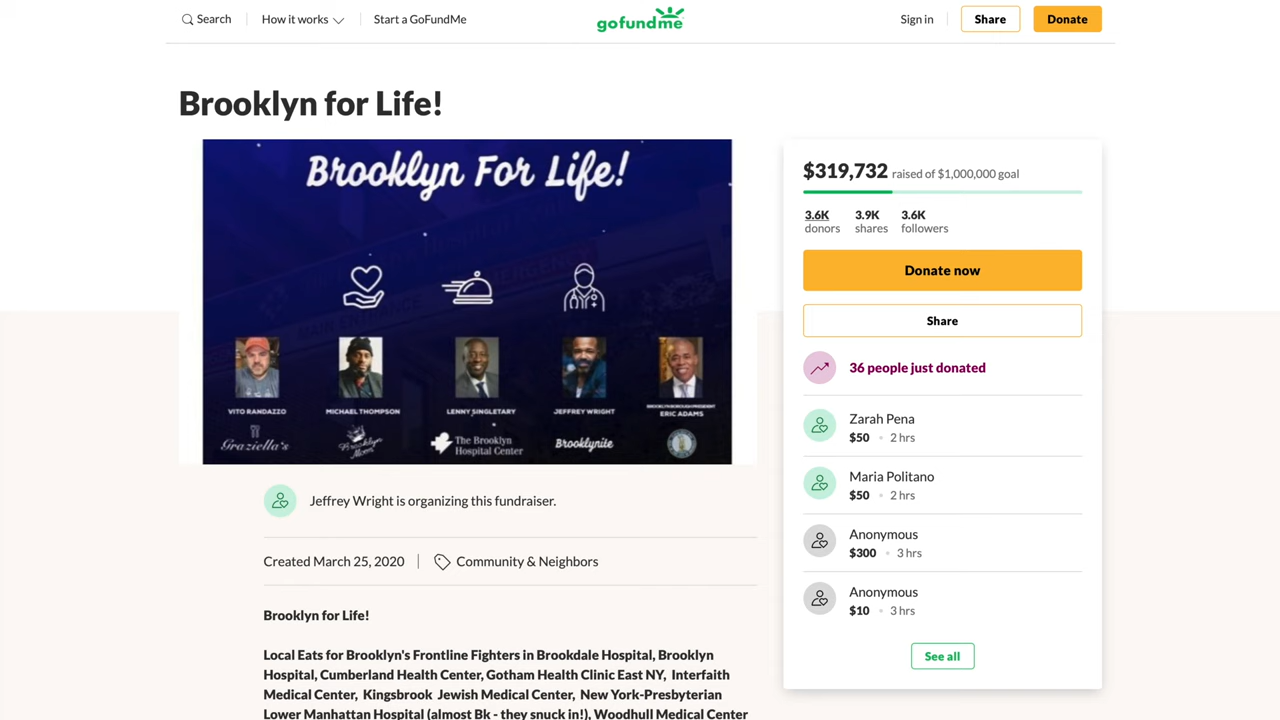 Search
How it works
Start a GoFundMe
gofundme
Sign in
Share
Donate
Brooklyn for Life!
Brooklyn For Life!
VITO RANDAZZO
MICHAEL THOMPSON
LENNY SINGLETARY
JEFFREY WRIGHT
BROOKLYN BOROUGH PRESIDENT
ERIC ADAMS
Graziella's
Brooklyn
Moon
The Brooklyn
Hospital Center
Brooklynite
Jeffrey Wright is organizing this fundraiser.
Created March 25, 2020
Community & Neighbors
Brooklyn for Life!
Local Eats for Brooklyn's Frontline Fighters in Brookdale Hospital, Brooklyn
Hospital, Cumberland Health Center, Gotham Health Clinic East NY, Interfaith
Medical Center, Kingsbrook Jewish Medical Center, New York-Presbyterian
Lower Manhattan Hospital (almost Bk - they snuck in!), Woodhull Medical Center
$319,732 raised of $1,000,000 goal
3.6K
donors
3.9K
shares
3.6K
followers
Donate now
Share
36 people just donated
Zarah Pena
$50 • 2 hrs
Maria Politano
$50 • 2 hrs
Anonymous
$300 • 3 hrs
Anonymous
$10 • 3 hrs
See all